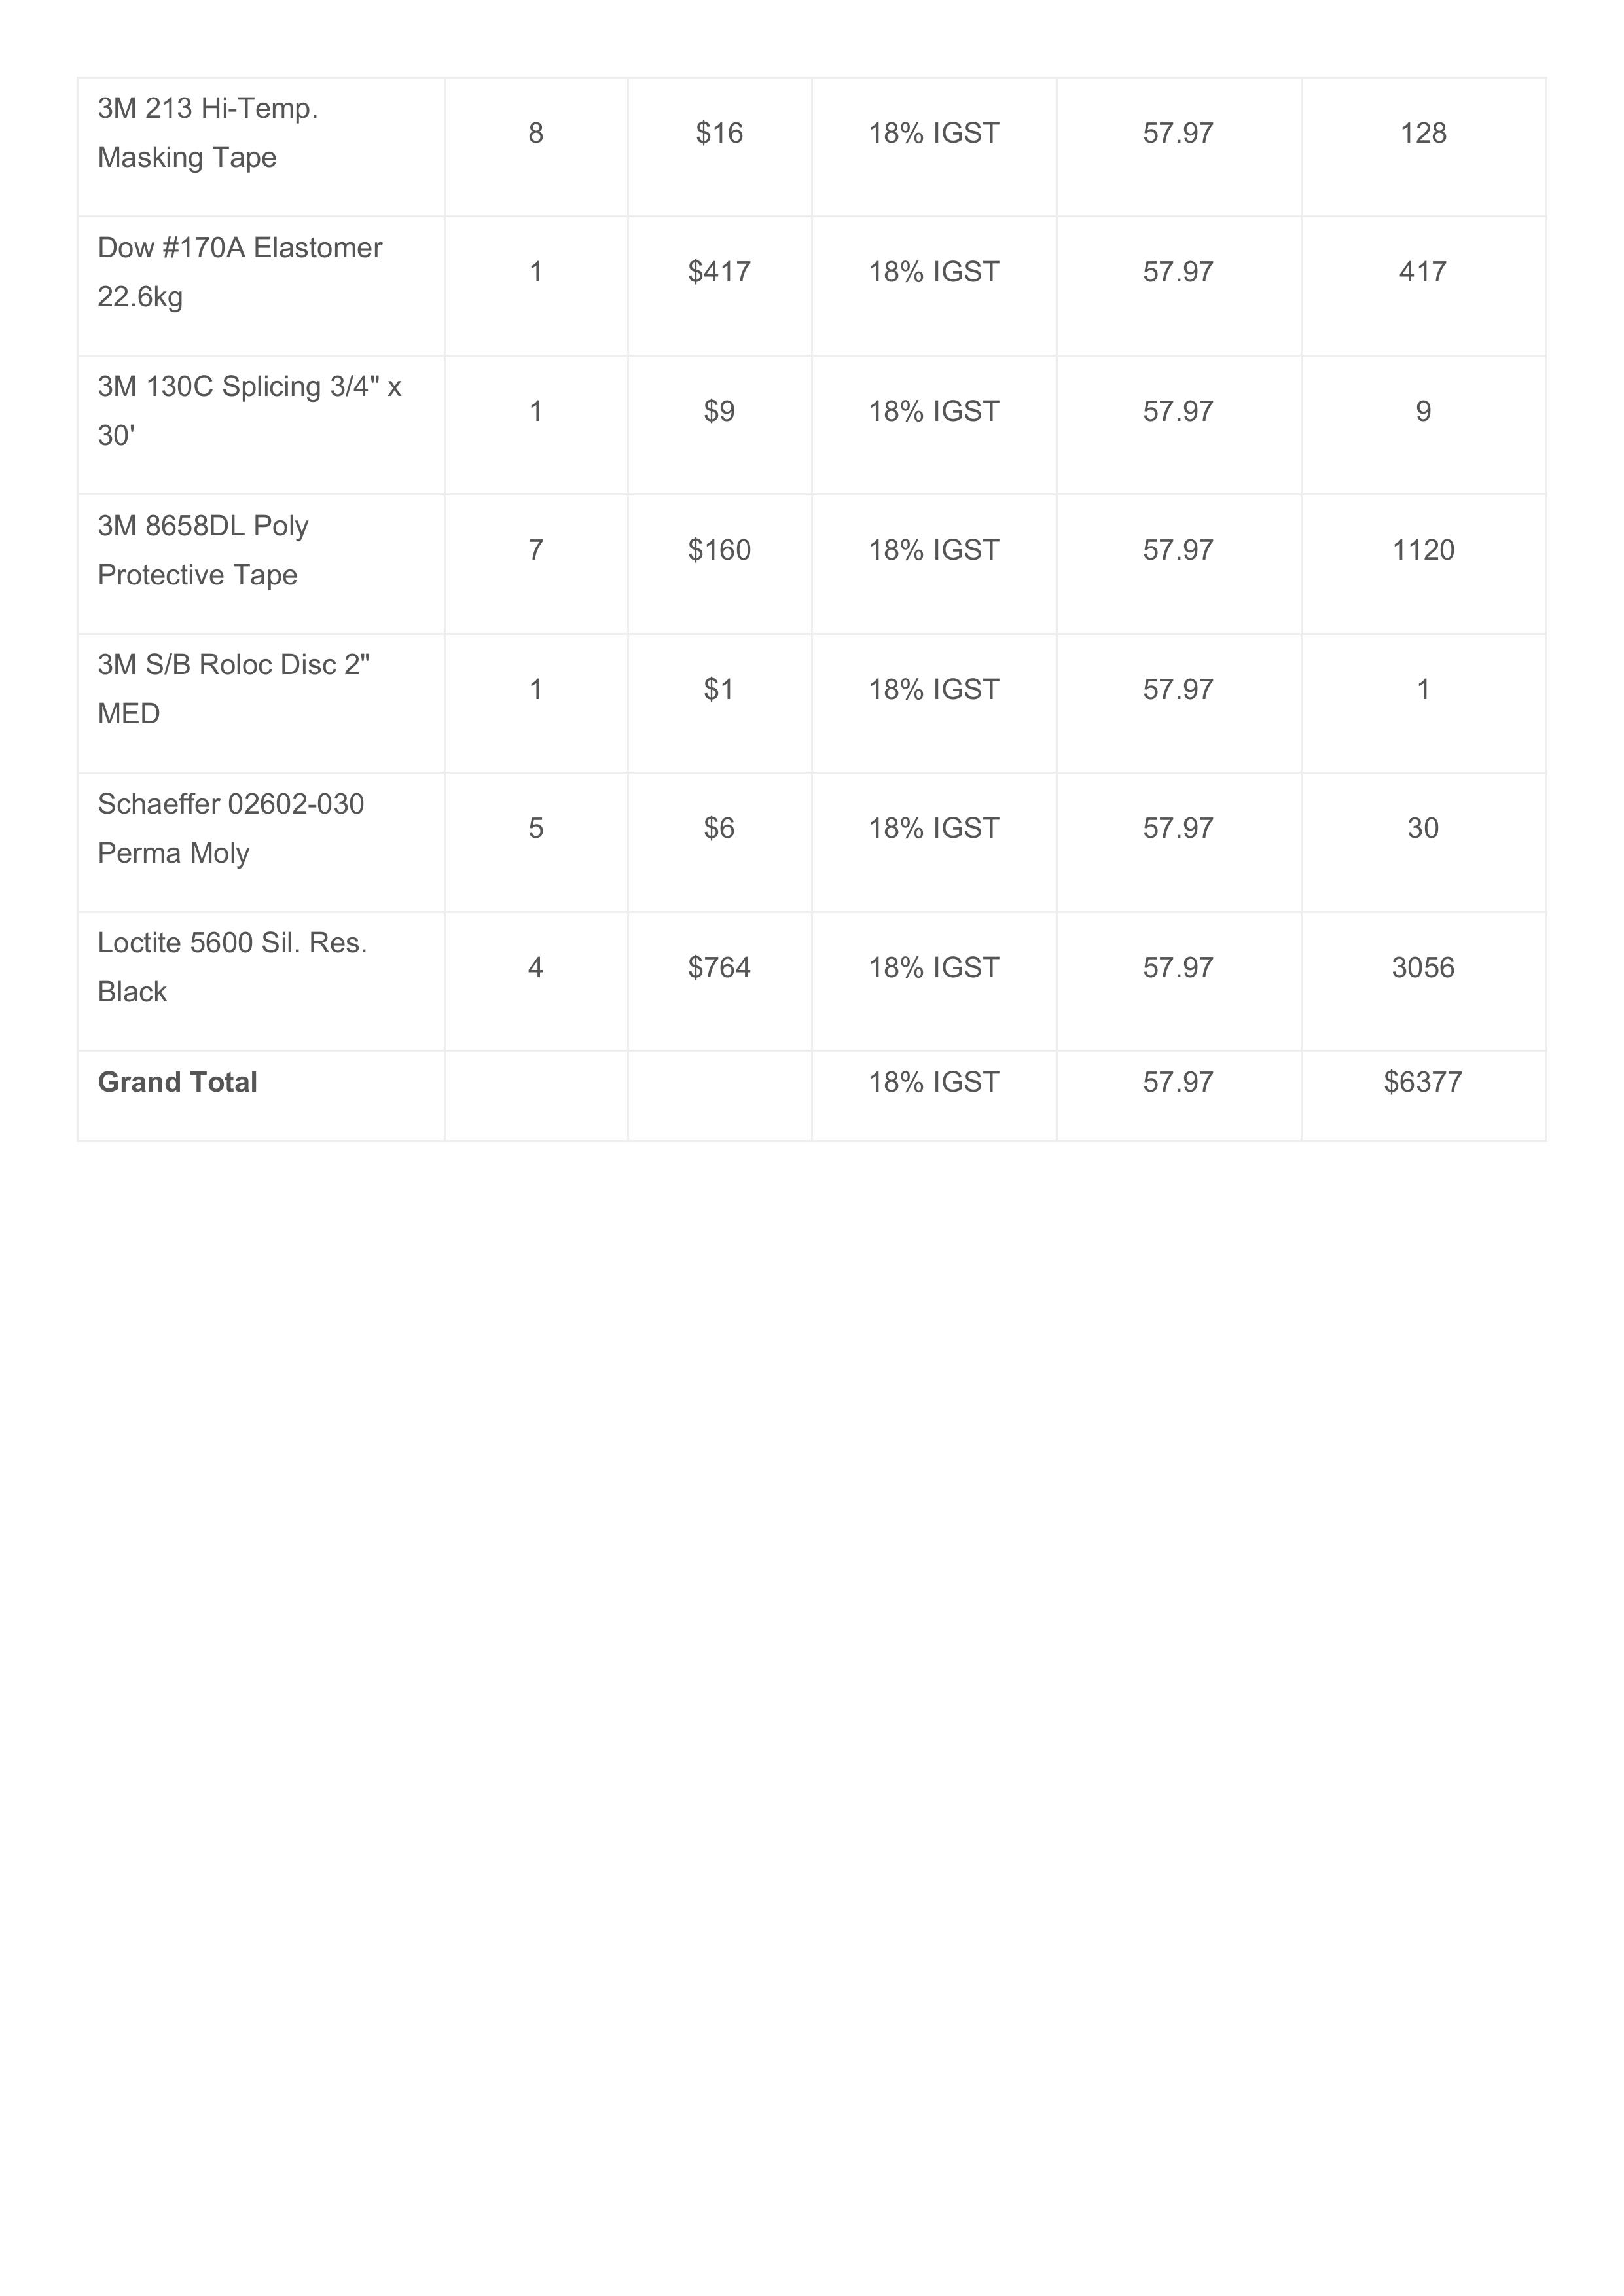 3M 213 Hi-Temp.
Masking Tape
8 $16 18% IGST 57.97 128
Dow #170A Elastomer
22.6kg
1 $417 18% IGST 57.97 417
3M 130C Splicing 3/4" x
30'
1 $9 18% IGST 57.97 9
3M 8658DL Poly
Protective Tape
7 $160 18% IGST 57.97 1120
3M S/B Roloc Disc 2"
MED
1 $1 18% IGST 57.97 1
Schaeffer 02602-030
Perma Moly
5 $6 18% IGST 57.97 30
Loctite 5600 Sil. Res.
Black
4 $764 18% IGST 57.97 3056
Grand Total 18% IGST 57.97 $6377